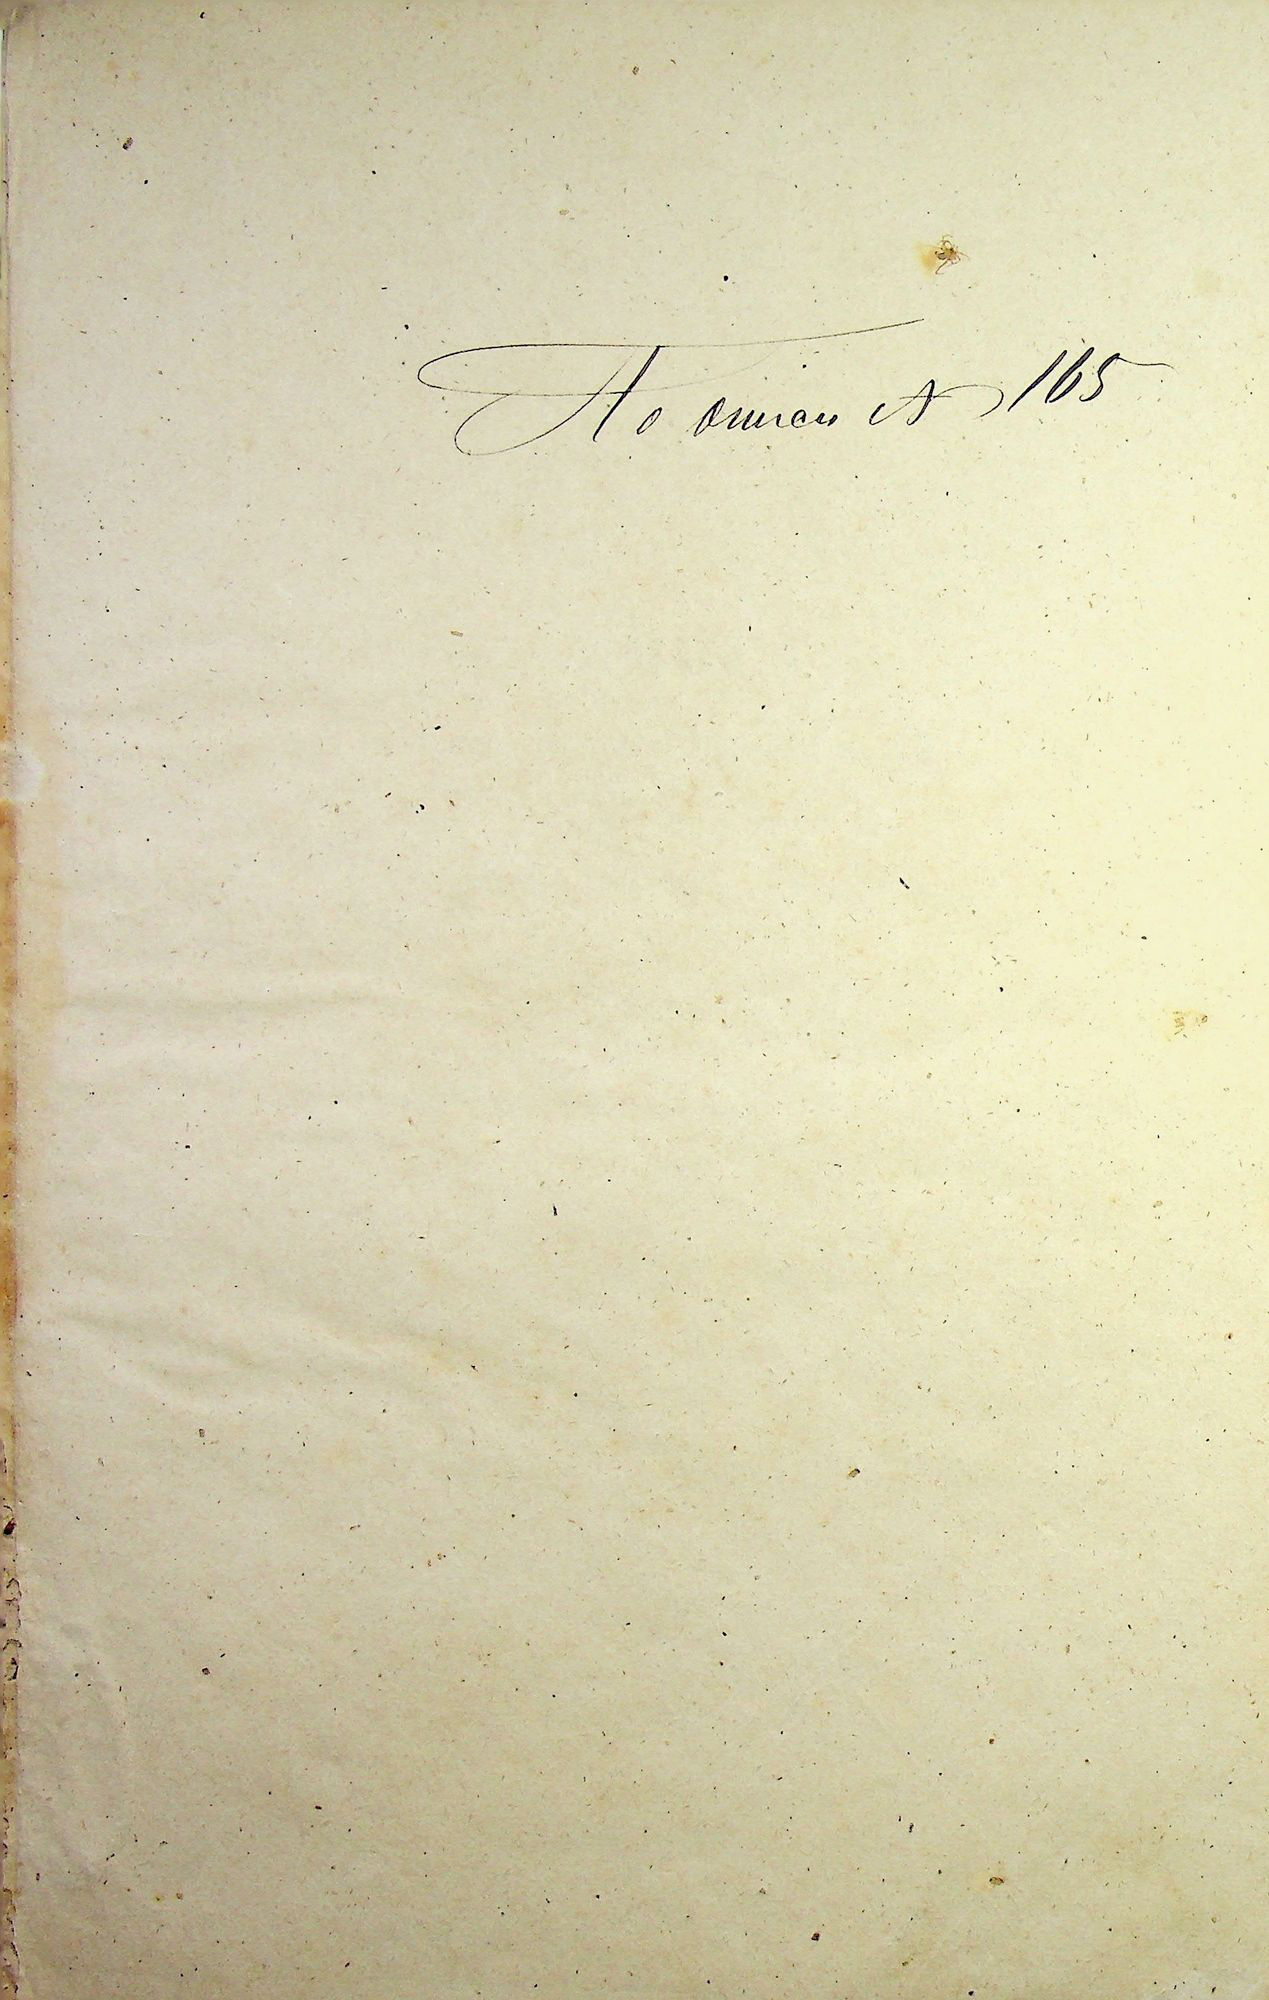 По описи № 165